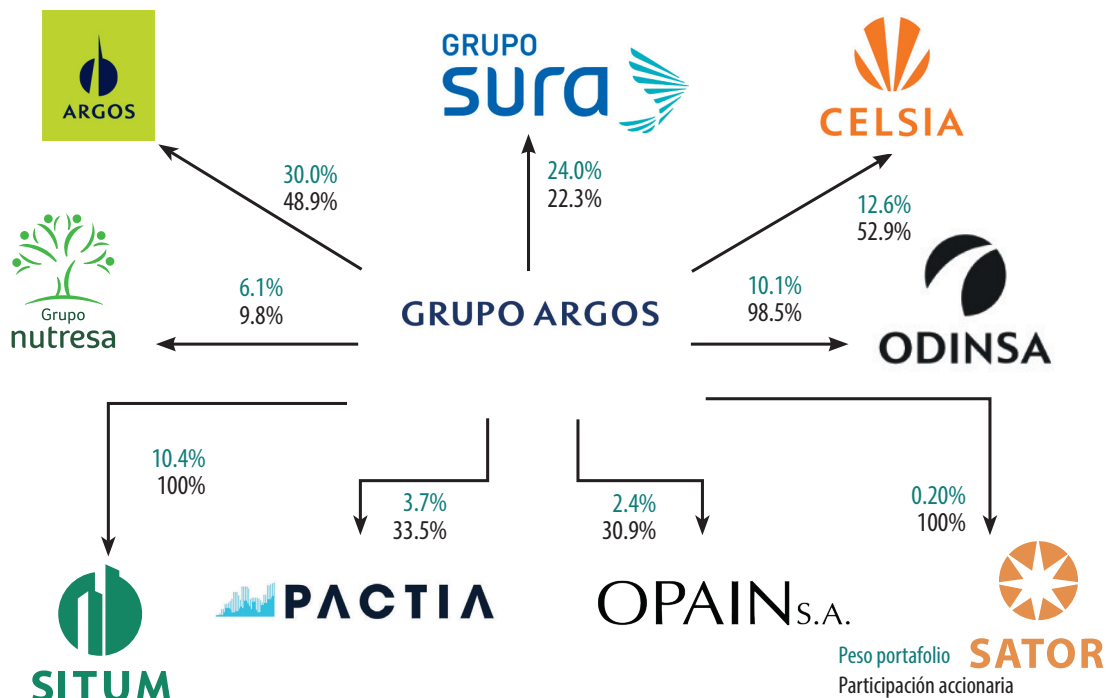 ARGOS
GRUPO
sura
CELSIA
30.0%
48.9%
24.0%
22.3%
12.6%
52.9%
Grupo
nutresa
6.1%
9.8%
GRUPO ARGOS
10.1%
98.5%
ODINSA
10.4%
100%
3.7%
33.5%
2.4%
30.9%
0.20%
100%
SITUM
PACTIA
OPAIN S.A.
SATOR
Peso portafolio
Participación accionaria